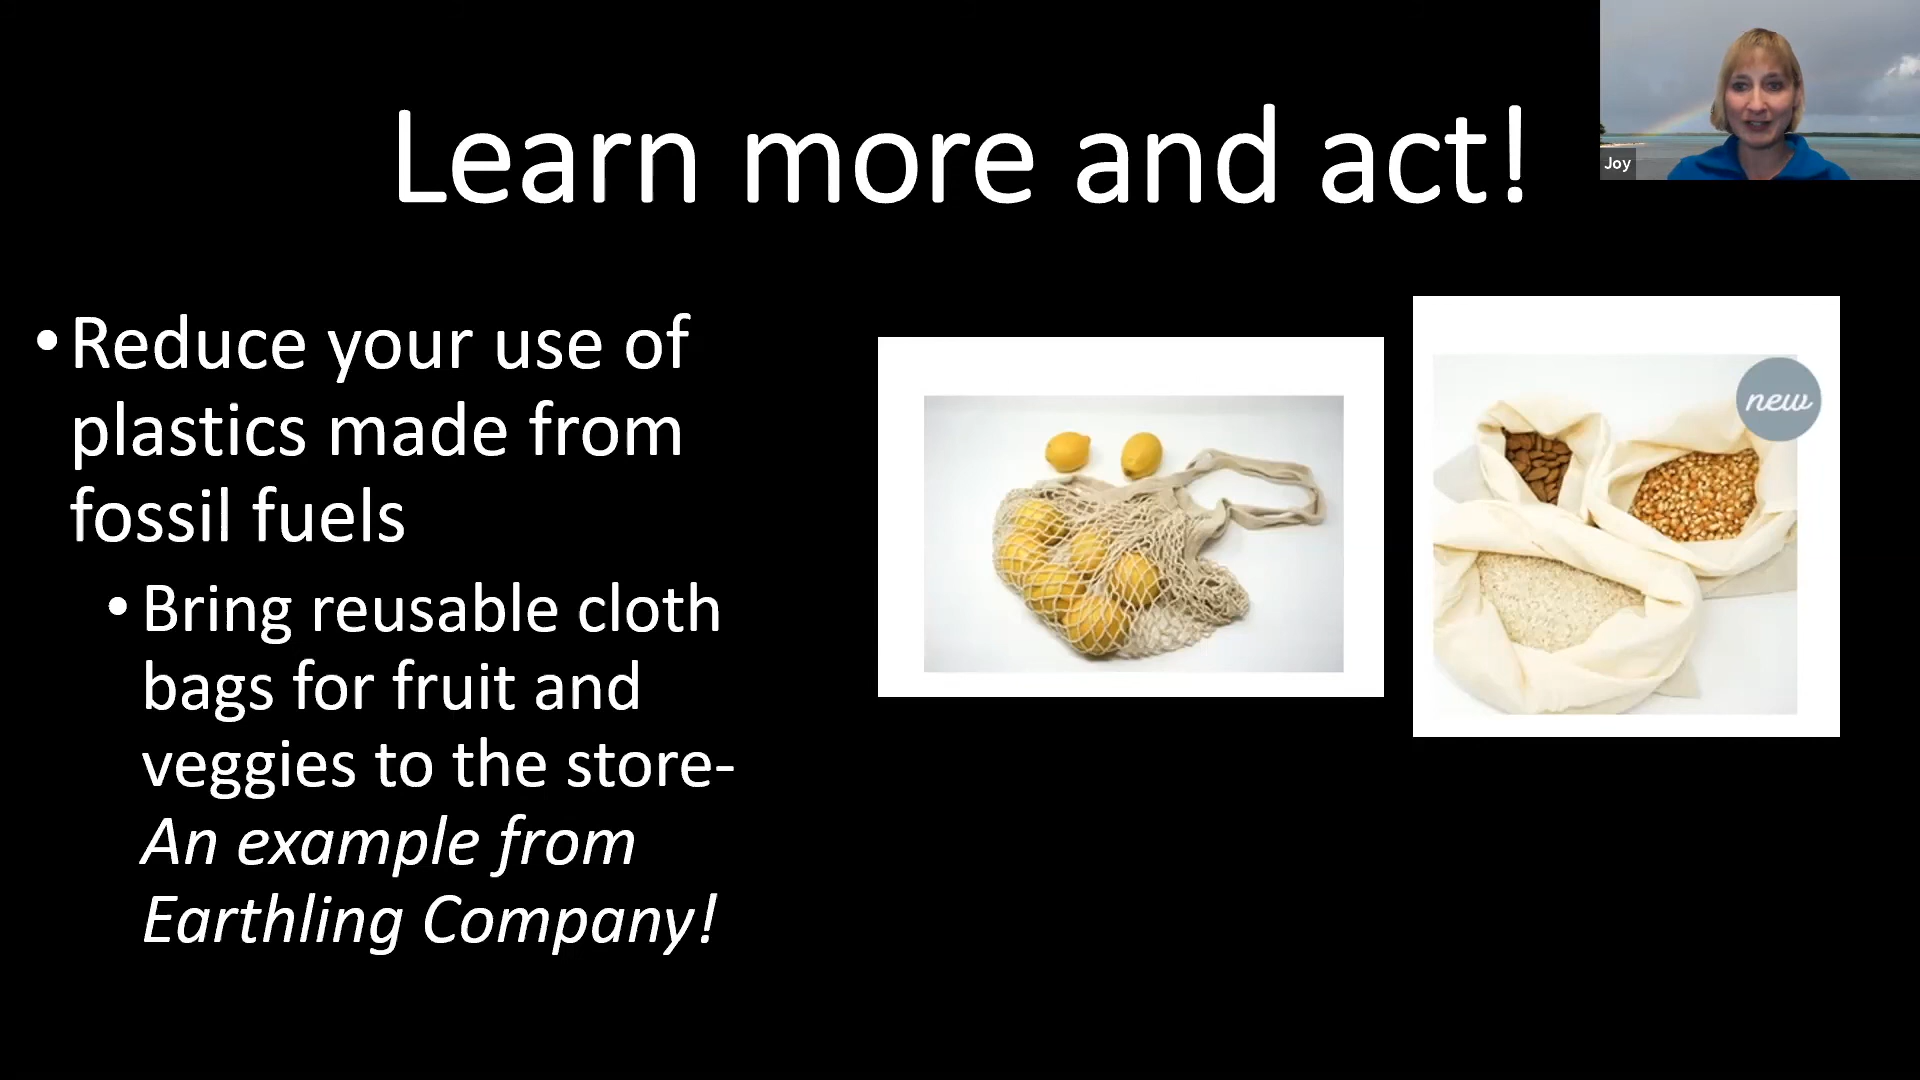 Learn more and act!
Joy
• Reduce your use of
plastics made from
fossil fuels
• Bring reusable cloth
bags for fruit and
veggies to the store-
An example from
Earthling Company!
new